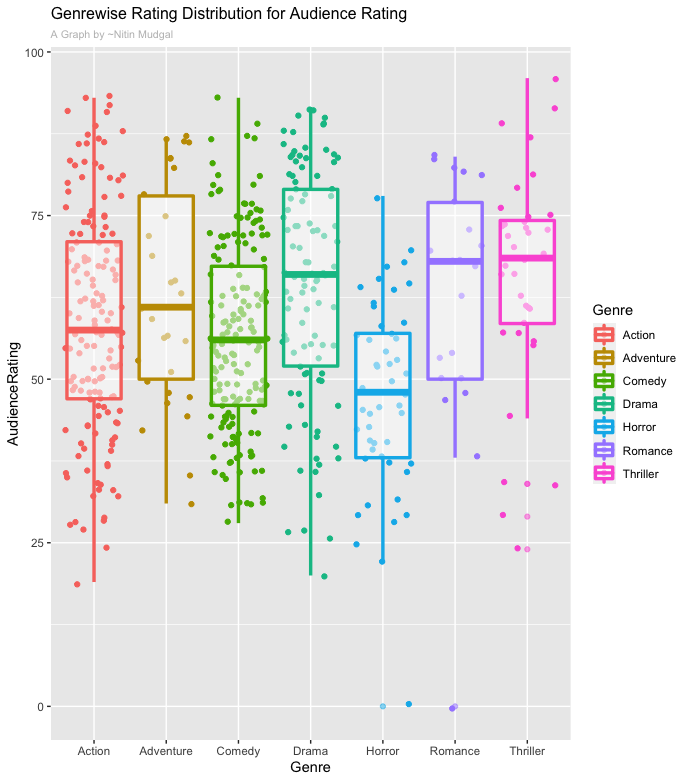 Genrewise Rating Distribution for Audience Rating
A Graph by ~Nitin Mudgal
100
75
50
25
0
AudienceRating
Action Adventure Comedy Drama Horror Romance Thriller
Genre
Genre
Action
Adventure
Comedy
Drama
Horror
Romance
Thriller